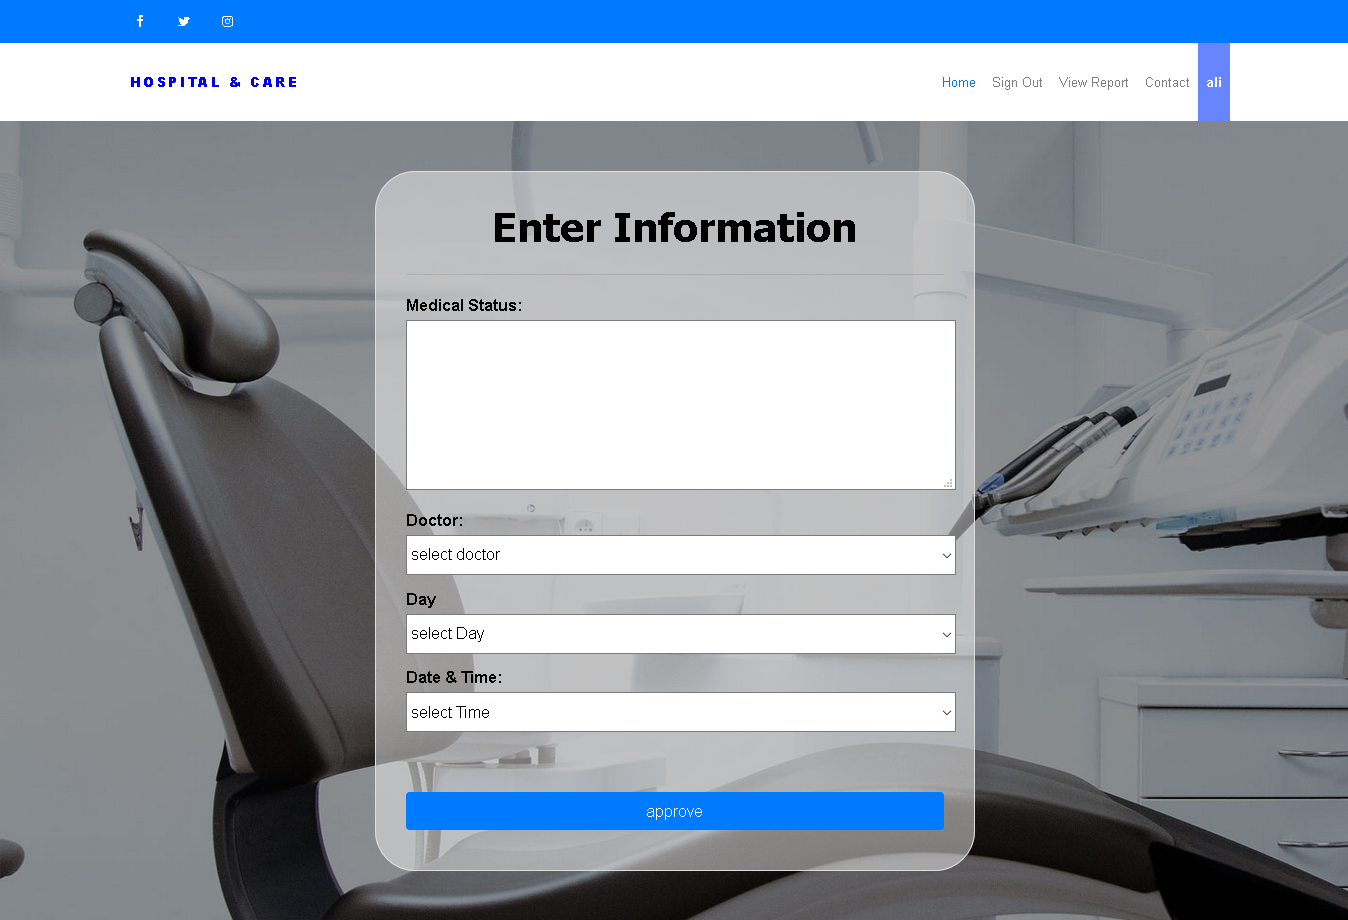 HOSPITAL & CARE
Home Sign Out View Report Contact ali
Enter Information
Medical Status:
Doctor:
select doctor
Day
select Day
Date & Time:
select Time
approve